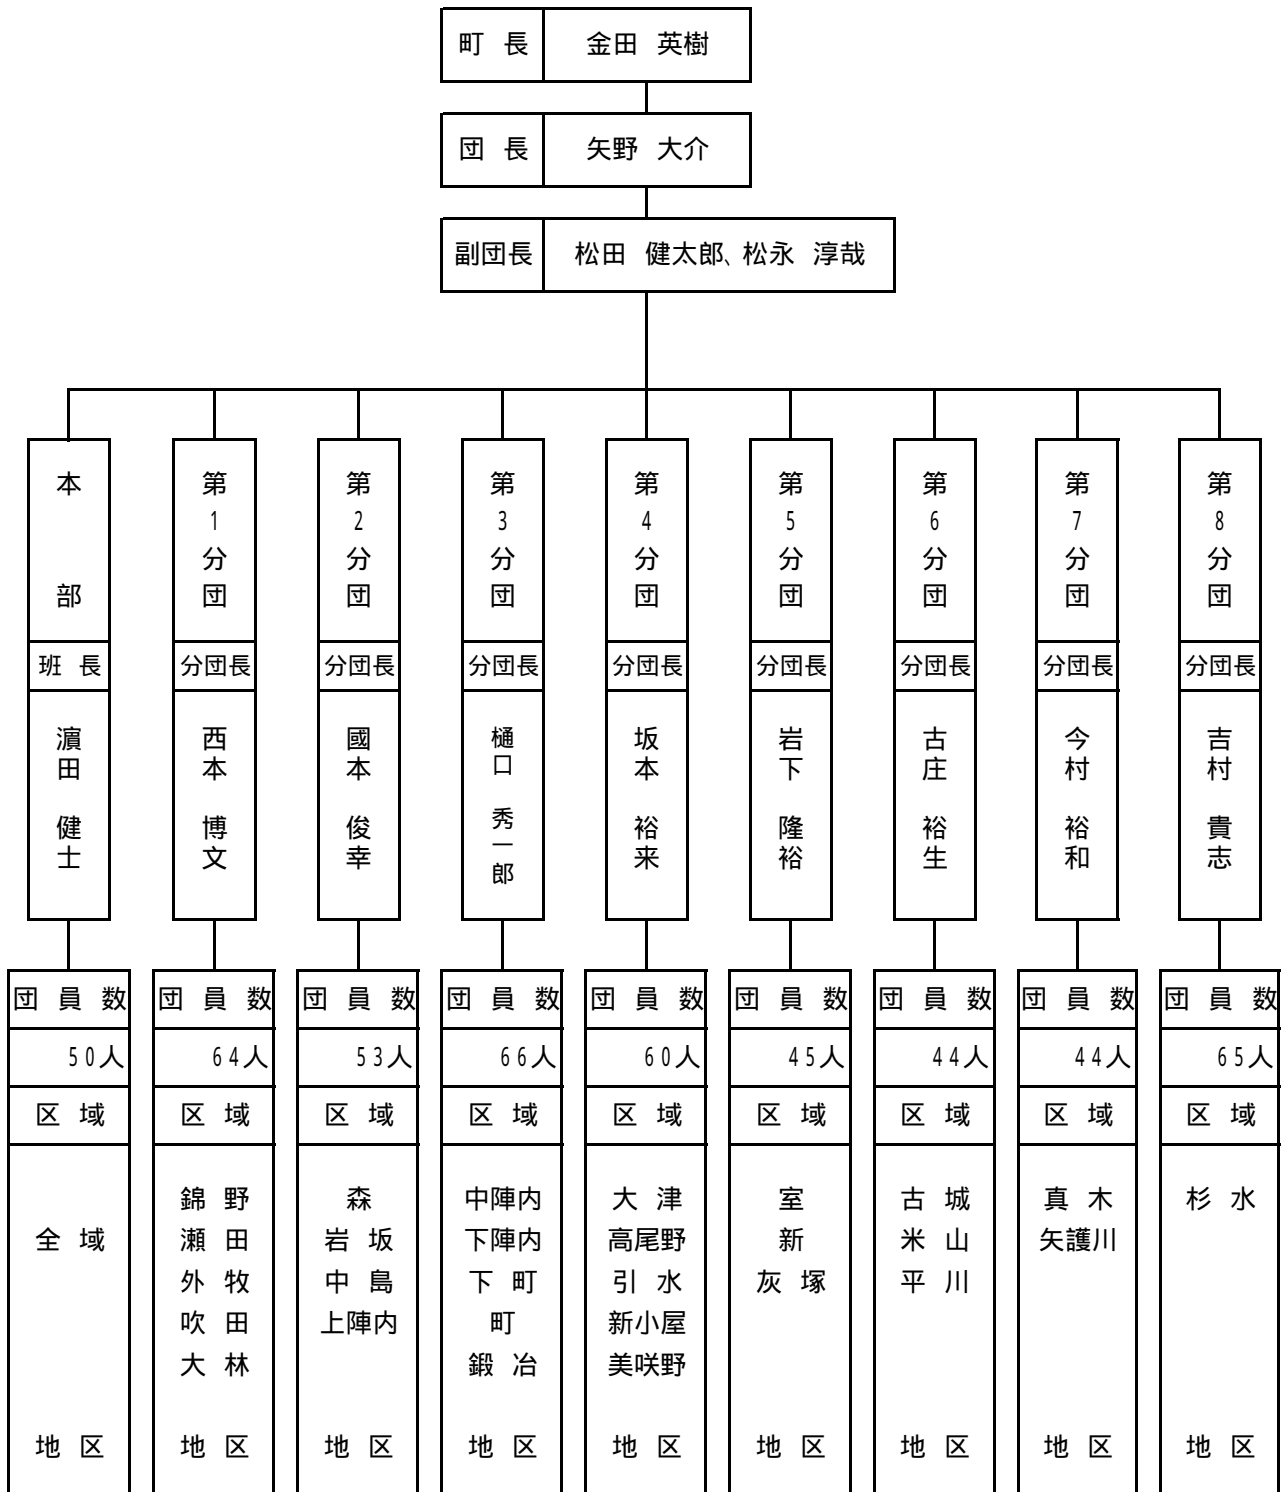 町 長 金田 英樹
団 長 矢野 大介
副団長 松田 健太郎、松永 淳哉
本部
班 長
濵田 健士
団 員 数
50人
区 域
全 域
地 区
第1分団
分団長
西本 博文
団 員 数
64人
区 域
錦 野
瀬 田
外 牧
吹 田
大 林
地 区
第2分団
分団長
國本 俊幸
団 員 数
53人
区 域
森
岩 坂
中 島
上陣内
地 区
第3分団
分団長
樋口 秀一郎
団 員 数
66人
区 域
中陣内
下陣内
下 町
町
鍛 冶
地 区
第4分団
分団長
坂本 裕来
団 員 数
60人
区 域
大 津
高尾野
引 水
新小屋
美咲野
地 区
第5分団
分団長
岩下 隆裕
団 員 数
45人
区 域
室
新
灰 塚
地 区
第6分団
分団長
古庄 裕生
団 員 数
44人
区 域
古 城
米 山
平 川
地 区
第7分団
分団長
今村 裕和
団 員 数
44人
区 域
真 木
矢護川
地 区
第8分団
分団長
吉村 貴志
団 員 数
65人
区 域
杉 水
地 区